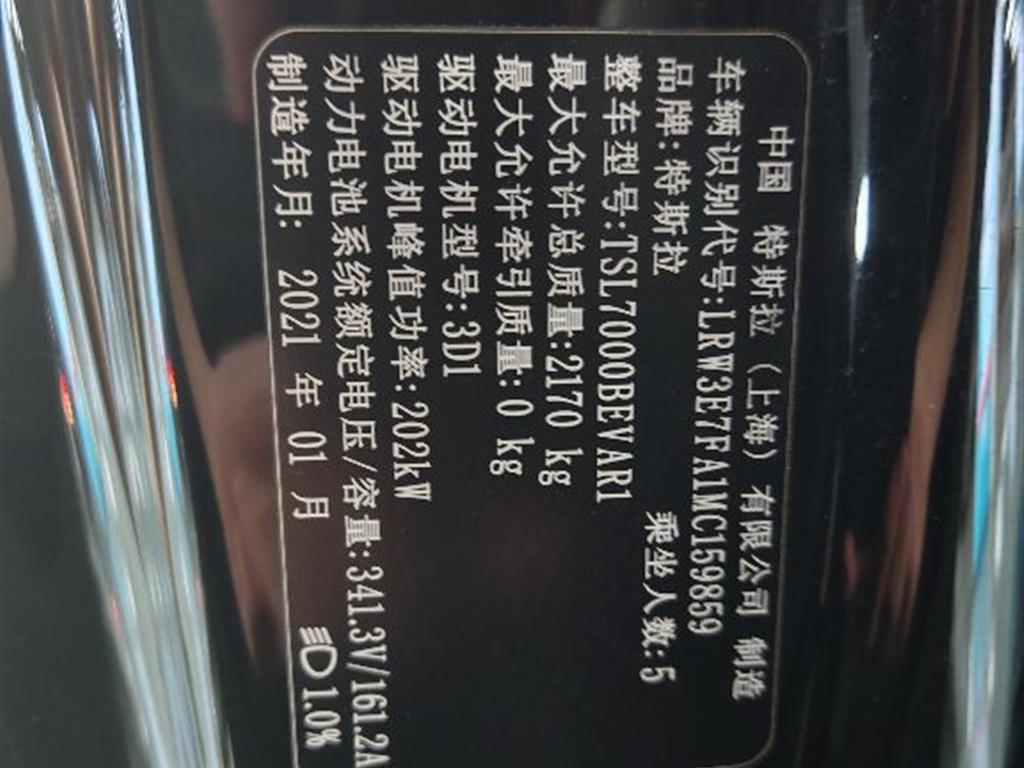 中国 特斯拉（上海）有限公司 制造
车辆识别代号:LRW3E7FA1MC159859
品牌:特斯拉 乘坐人数:5
整车型号:TSL7000BEVAR1
最大允许总质量:2170 kg
最大允许牵引质量:0 kg
驱动电机型号:3D1
驱动电机峰值功率:202kW
动力电池系统额定电压/容量:341.3V/161.2A
制造年月: 2021 年 01 月 1.0%